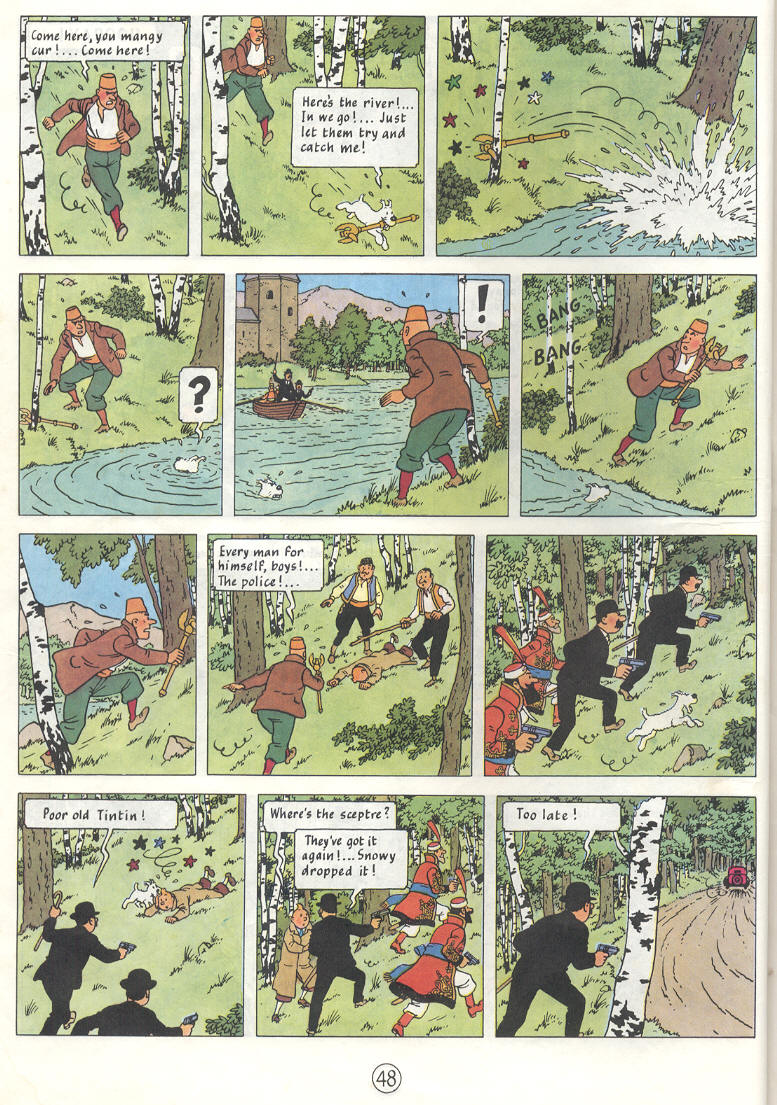 Come here, you mangy
cur!... Come here!
Here's the river!...
In we go!... Just
let them try and
catch me!
?
!
BANG
BANG
Every man for
himself, boys!...
The police!...
Poor old Tintin!
Where's the sceptre?
They've got it
again!... Snowy
dropped it!
Too late!
48